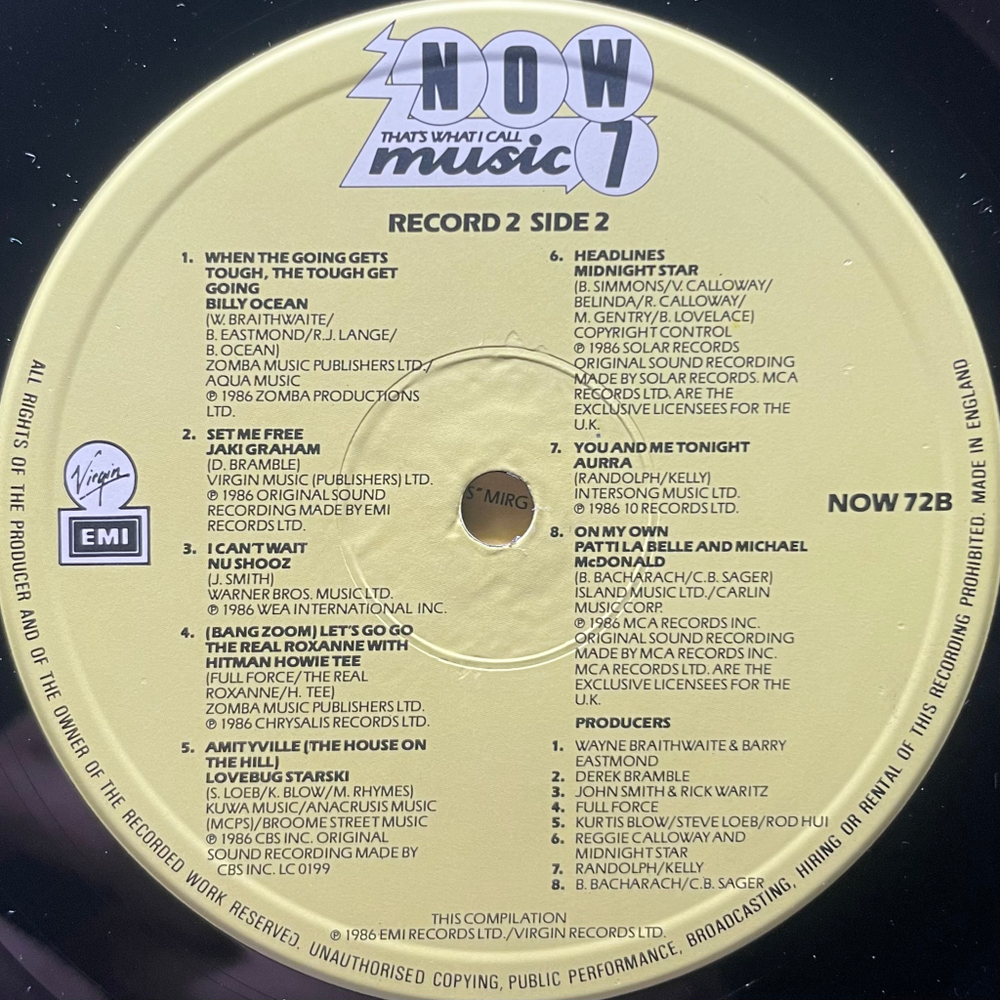 NOW
THAT'S WHAT I CALL
music 7
RECORD 2 SIDE 2
1. WHEN THE GOING GETS
TOUGH, THE TOUGH GET
GOING
BILLY OCEAN
(W. BRAITHWAITE/
B. EASTMOND/R.J. LANGE/
B. OCEAN)
ZOMBA MUSIC PUBLISHERS LTD./
AQUA MUSIC
℗ 1986 ZOMBA PRODUCTIONS
LTD.
2. SET ME FREE
JAKI GRAHAM
(D. BRAMBLE)
VIRGIN MUSIC (PUBLISHERS) LTD.
℗ 1986 ORIGINAL SOUND
RECORDING MADE BY EMI
RECORDS LTD.
3. I CAN'T WAIT
NU SHOOZ
(J. SMITH)
WARNER BROS. MUSIC LTD.
℗ 1986 WEA INTERNATIONAL INC.
4. (BANG ZOOM) LET'S GO GO
THE REAL ROXANNE WITH
HITMAN HOWIE TEE
(FULL FORCE/THE REAL
ROXANNE/H. TEE)
ZOMBA MUSIC PUBLISHERS LTD.
℗ 1986 CHRYSALIS RECORDS LTD.
5. AMITYVILLE (THE HOUSE ON
THE HILL)
LOVEBUG STARSKI
(S. LOEB/K. BLOW/M. RHYMES)
KUWA MUSIC/ANACRUSIS MUSIC
(MCPS)/BROOME STREET MUSIC
℗ 1986 CBS INC. ORIGINAL
SOUND RECORDING MADE BY
CBS INC. LC 0199
6. HEADLINES
MIDNIGHT STAR
(B. SIMMONS/V. CALLOWAY/
BELINDA/R. CALLOWAY/
M. GENTRY/B. LOVELACE)
COPYRIGHT CONTROL
℗ 1986 SOLAR RECORDS
ORIGINAL SOUND RECORDING
MADE BY SOLAR RECORDS. MCA
RECORDS LTD. ARE THE
EXCLUSIVE LICENSEES FOR THE
U.K.
7. YOU AND ME TONIGHT
AURRA
(RANDOLPH/KELLY)
INTERSONG MUSIC LTD.
℗ 1986 10 RECORDS LTD.
8. ON MY OWN
PATTI LA BELLE AND MICHAEL
McDONALD
(B. BACHARACH/C.B. SAGER)
ISLAND MUSIC LTD./CARLIN
MUSIC CORP.
℗ 1986 MCA RECORDS INC.
ORIGINAL SOUND RECORDING
MADE BY MCA RECORDS INC.
MCA RECORDS LTD. ARE THE
EXCLUSIVE LICENSEES FOR THE
U.K.
PRODUCERS
1. WAYNE BRAITHWAITE & BARRY
EASTMOND
2. DEREK BRAMBLE
3. JOHN SMITH & RICK WARITZ
4. FULL FORCE
5. KURTIS BLOW/STEVE LOEB/ROD HUI
6. REGGIE CALLOWAY AND
MIDNIGHT STAR
7. RANDOLPH/KELLY
8. B. BACHARACH/C.B. SAGER
Virgin
EMI
S" MIRG
NOW 72B
THIS COMPILATION
℗ 1986 EMI RECORDS LTD./VIRGIN RECORDS LTD.
ALL RIGHTS OF THE PRODUCER AND OF THE OWNER OF THE RECORDED WORK RESERVED. UNAUTHORISED COPYING, PUBLIC PERFORMANCE, BROADCASTING, HIRING OR RENTAL OF THIS RECORDING PROHIBITED. MADE IN ENGLAND